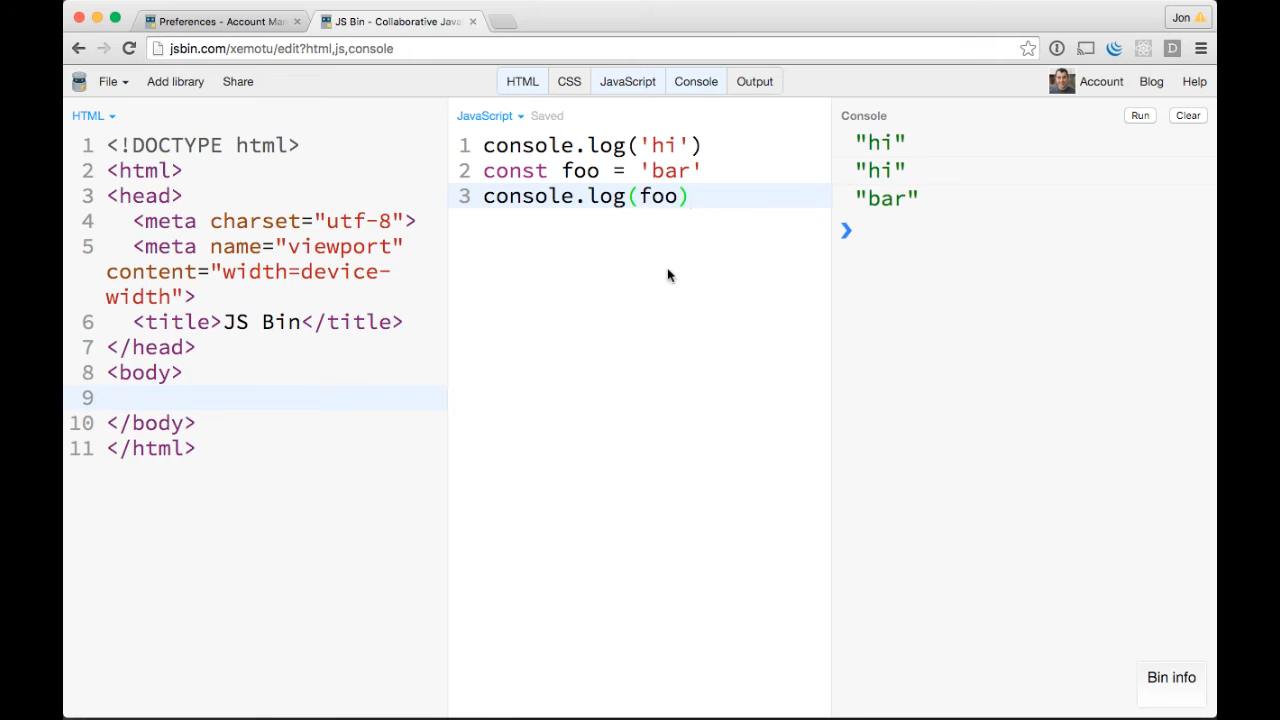 Preferences - Account Man
JS Bin - Collaborative Java
Jon
jsbin.com/xemotu/edit?html,js,console
File
Add library
Share
HTML
CSS
JavaScript
Console
Output
Account
Blog
Help
HTML
1 <!DOCTYPE html>
2 <html>
3 <head>
4 <meta charset="utf-8">
5 <meta name="viewport"
content="width=device-
width">
6 <title>JS Bin</title>
7 </head>
8 <body>
9
10 </body>
11 </html>
JavaScript
Saved
1 console.log('hi')
2 const foo = 'bar'
3 console.log(foo)
Console
Run
Clear
"hi"
"hi"
"bar"
Bin info